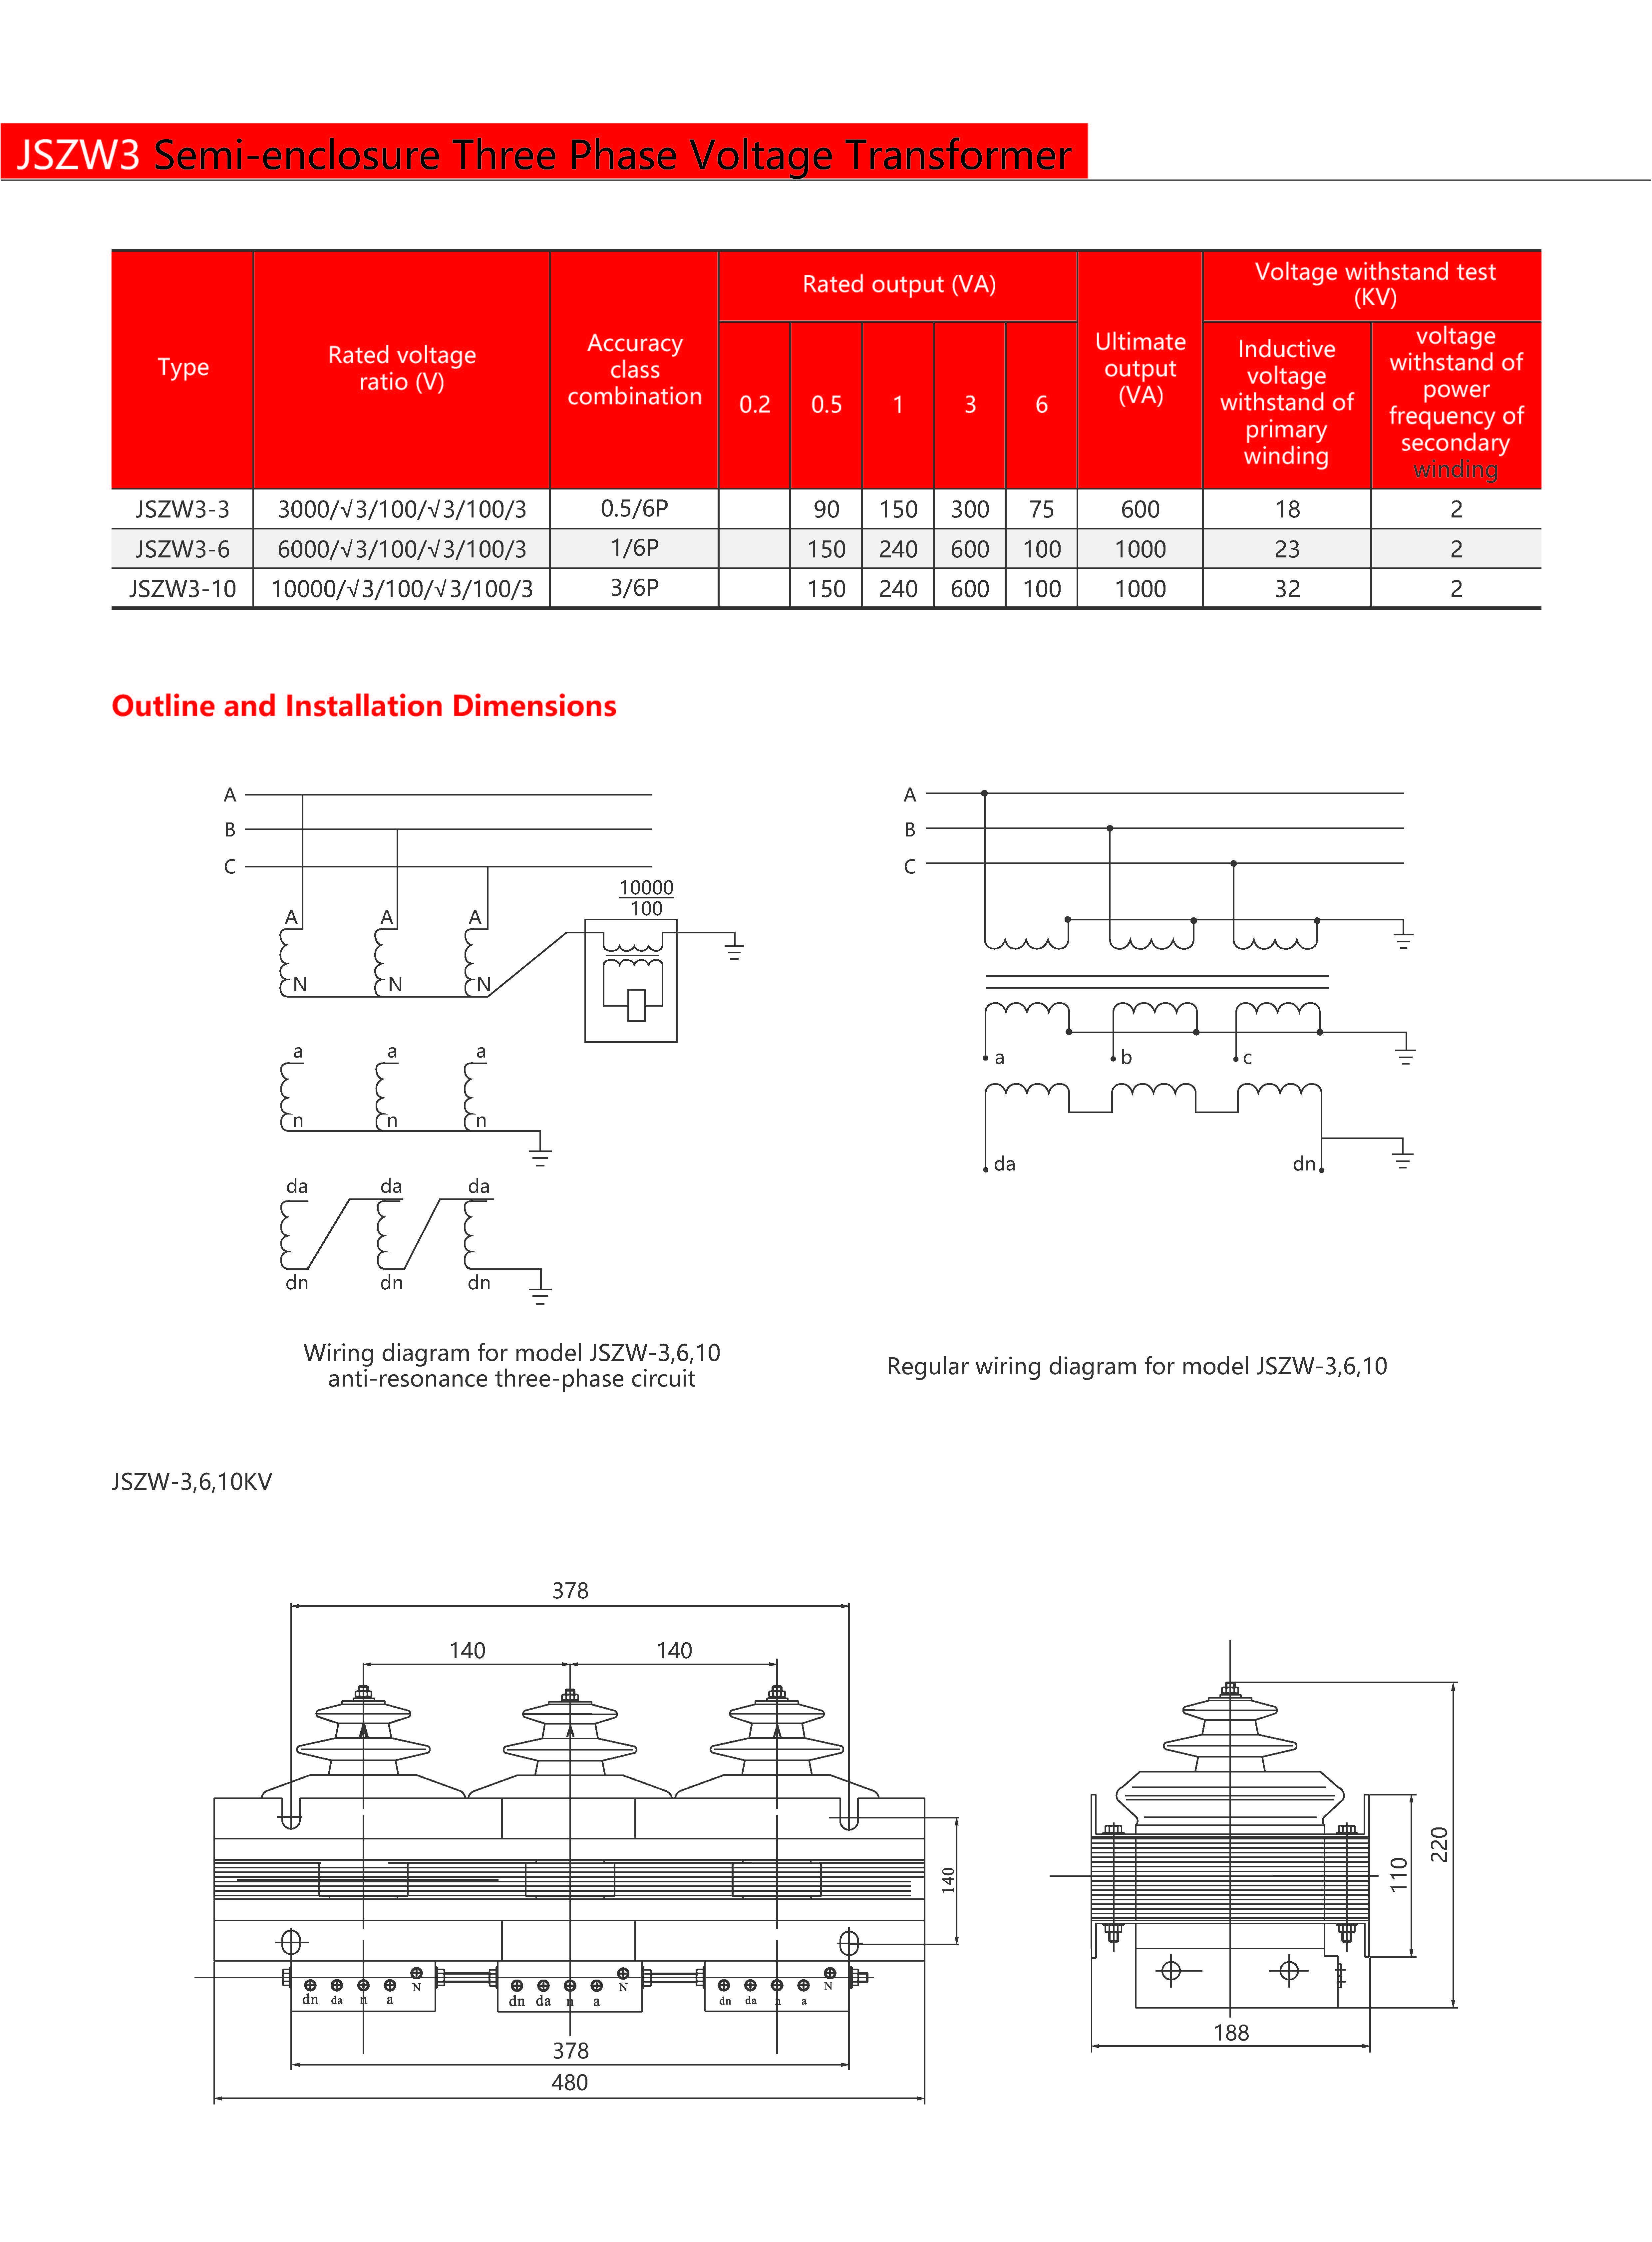 JSZW3 Semi-enclosure Three Phase Voltage Transformer
Type
Rated voltage
ratio (V)
Accuracy
class
combination
Rated output (VA)
0.2
0.5
1
3
6
Ultimate
output
(VA)
Voltage withstand test
(KV)
Inductive
voltage
withstand of
primary
winding
voltage
withstand of
power
frequency of
secondary
winding
JSZW3-3 3000/√3/100/√3/100/3 0.5/6P 90 150 300 75 600 18 2
JSZW3-6 6000/√3/100/√3/100/3 1/6P 150 240 600 100 1000 23 2
JSZW3-10 10000/√3/100/√3/100/3 3/6P 150 240 600 100 1000 32 2
Outline and Installation Dimensions
A
B
C
10000
100
A A A
N N N
a a a
n n n
da da da
dn dn dn
Wiring diagram for model JSZW-3,6,10
anti-resonance three-phase circuit
A
B
C
a b c
da dn
Regular wiring diagram for model JSZW-3,6,10
JSZW-3,6,10KV
378
140 140
A A A
140
dn da n a N dn da n a N dn da n a N
378
480
220
110
188